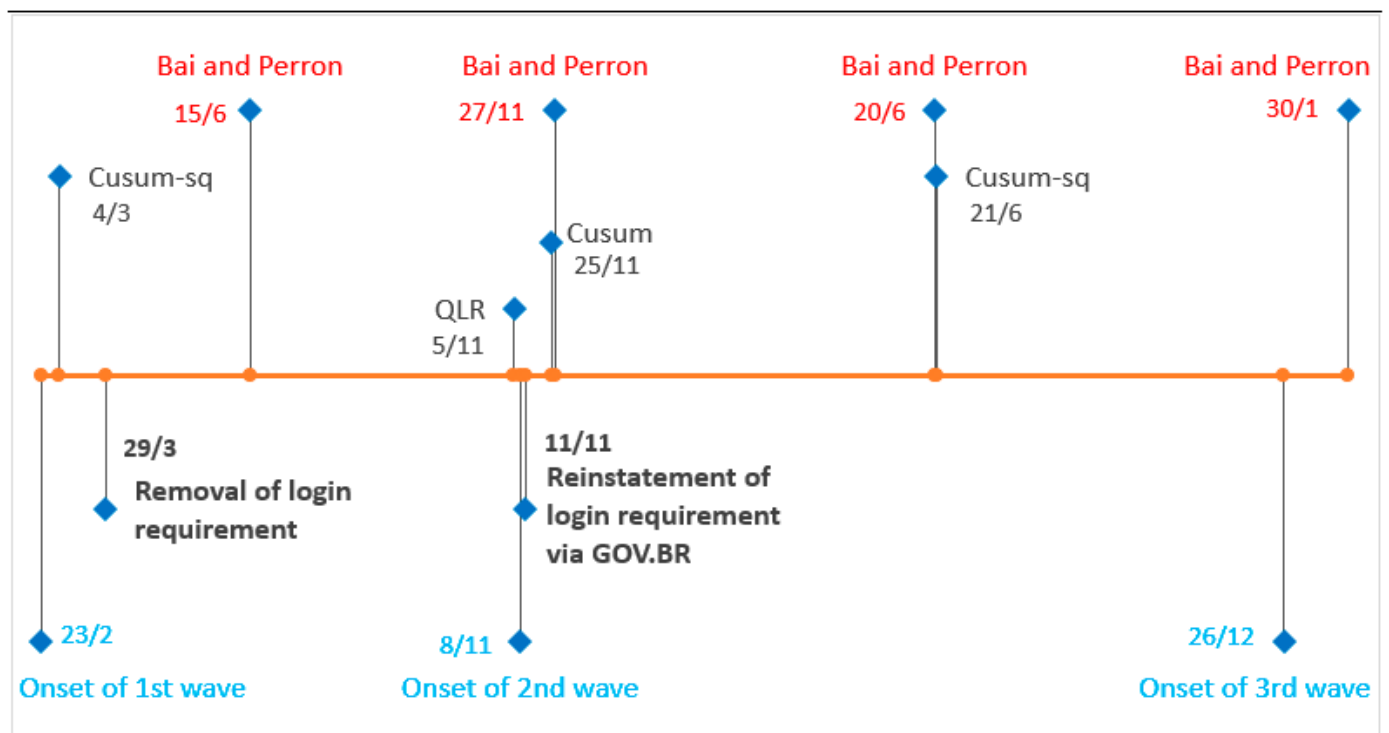 Bai and Perron
15/6
Bai and Perron
27/11
Bai and Perron
20/6
Bai and Perron
30/1
Cusum-sq
4/3
Cusum-sq
21/6
Cusum
25/11
QLR
5/11
29/3
Removal of login
requirement
11/11
Reinstatement of
login requirement
via GOV.BR
23/2
Onset of 1st wave
8/11
Onset of 2nd wave
26/12
Onset of 3rd wave